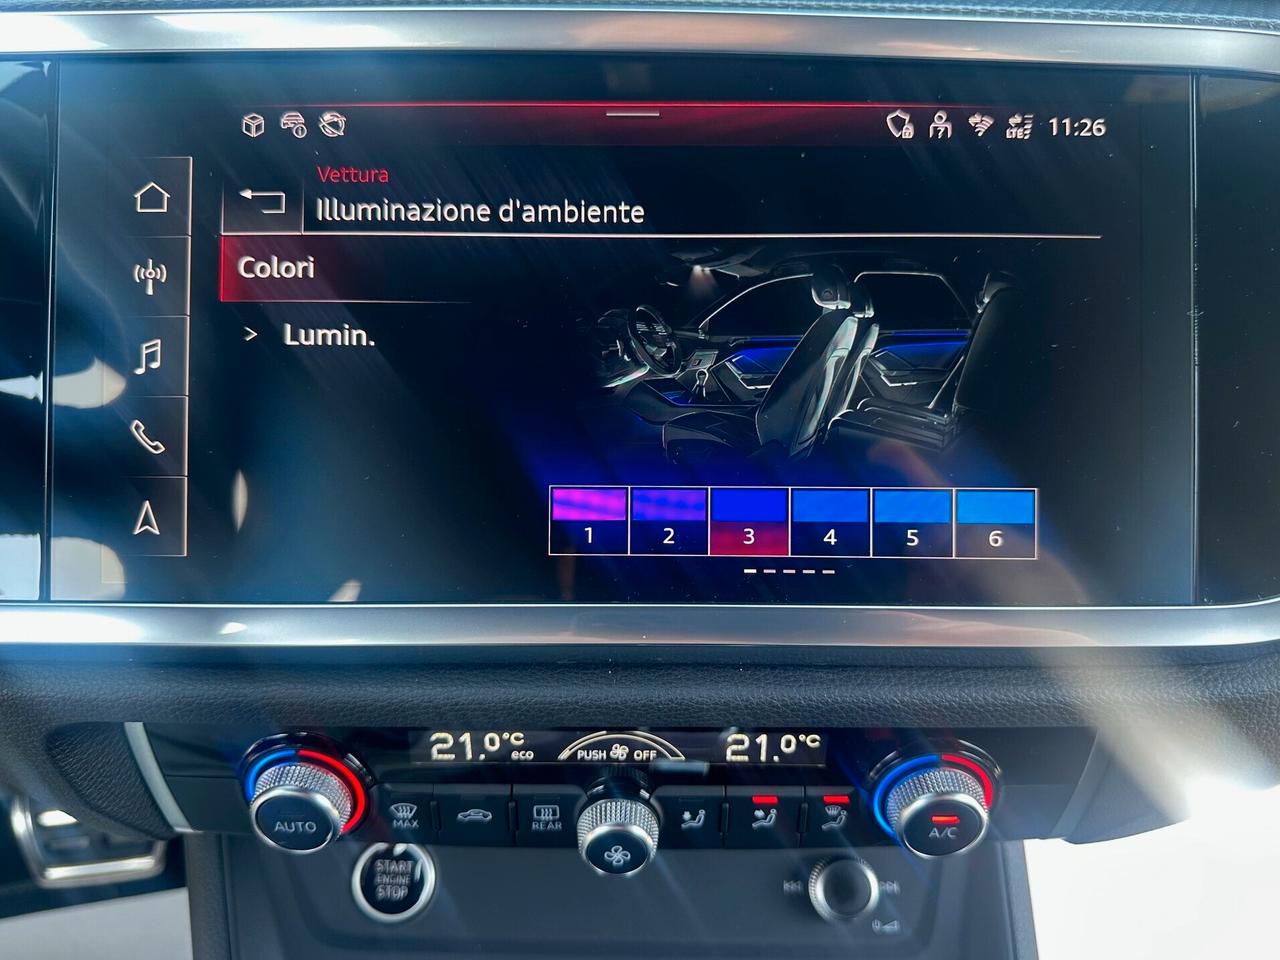 11:26
LTE
Vettura
Illuminazione d'ambiente
Colori
> Lumin.
1 2 3 4 5 6
21.0°C eco PUSH OFF 21.0°C
AUTO MAX REAR A/C
START
ENGINE
STOP